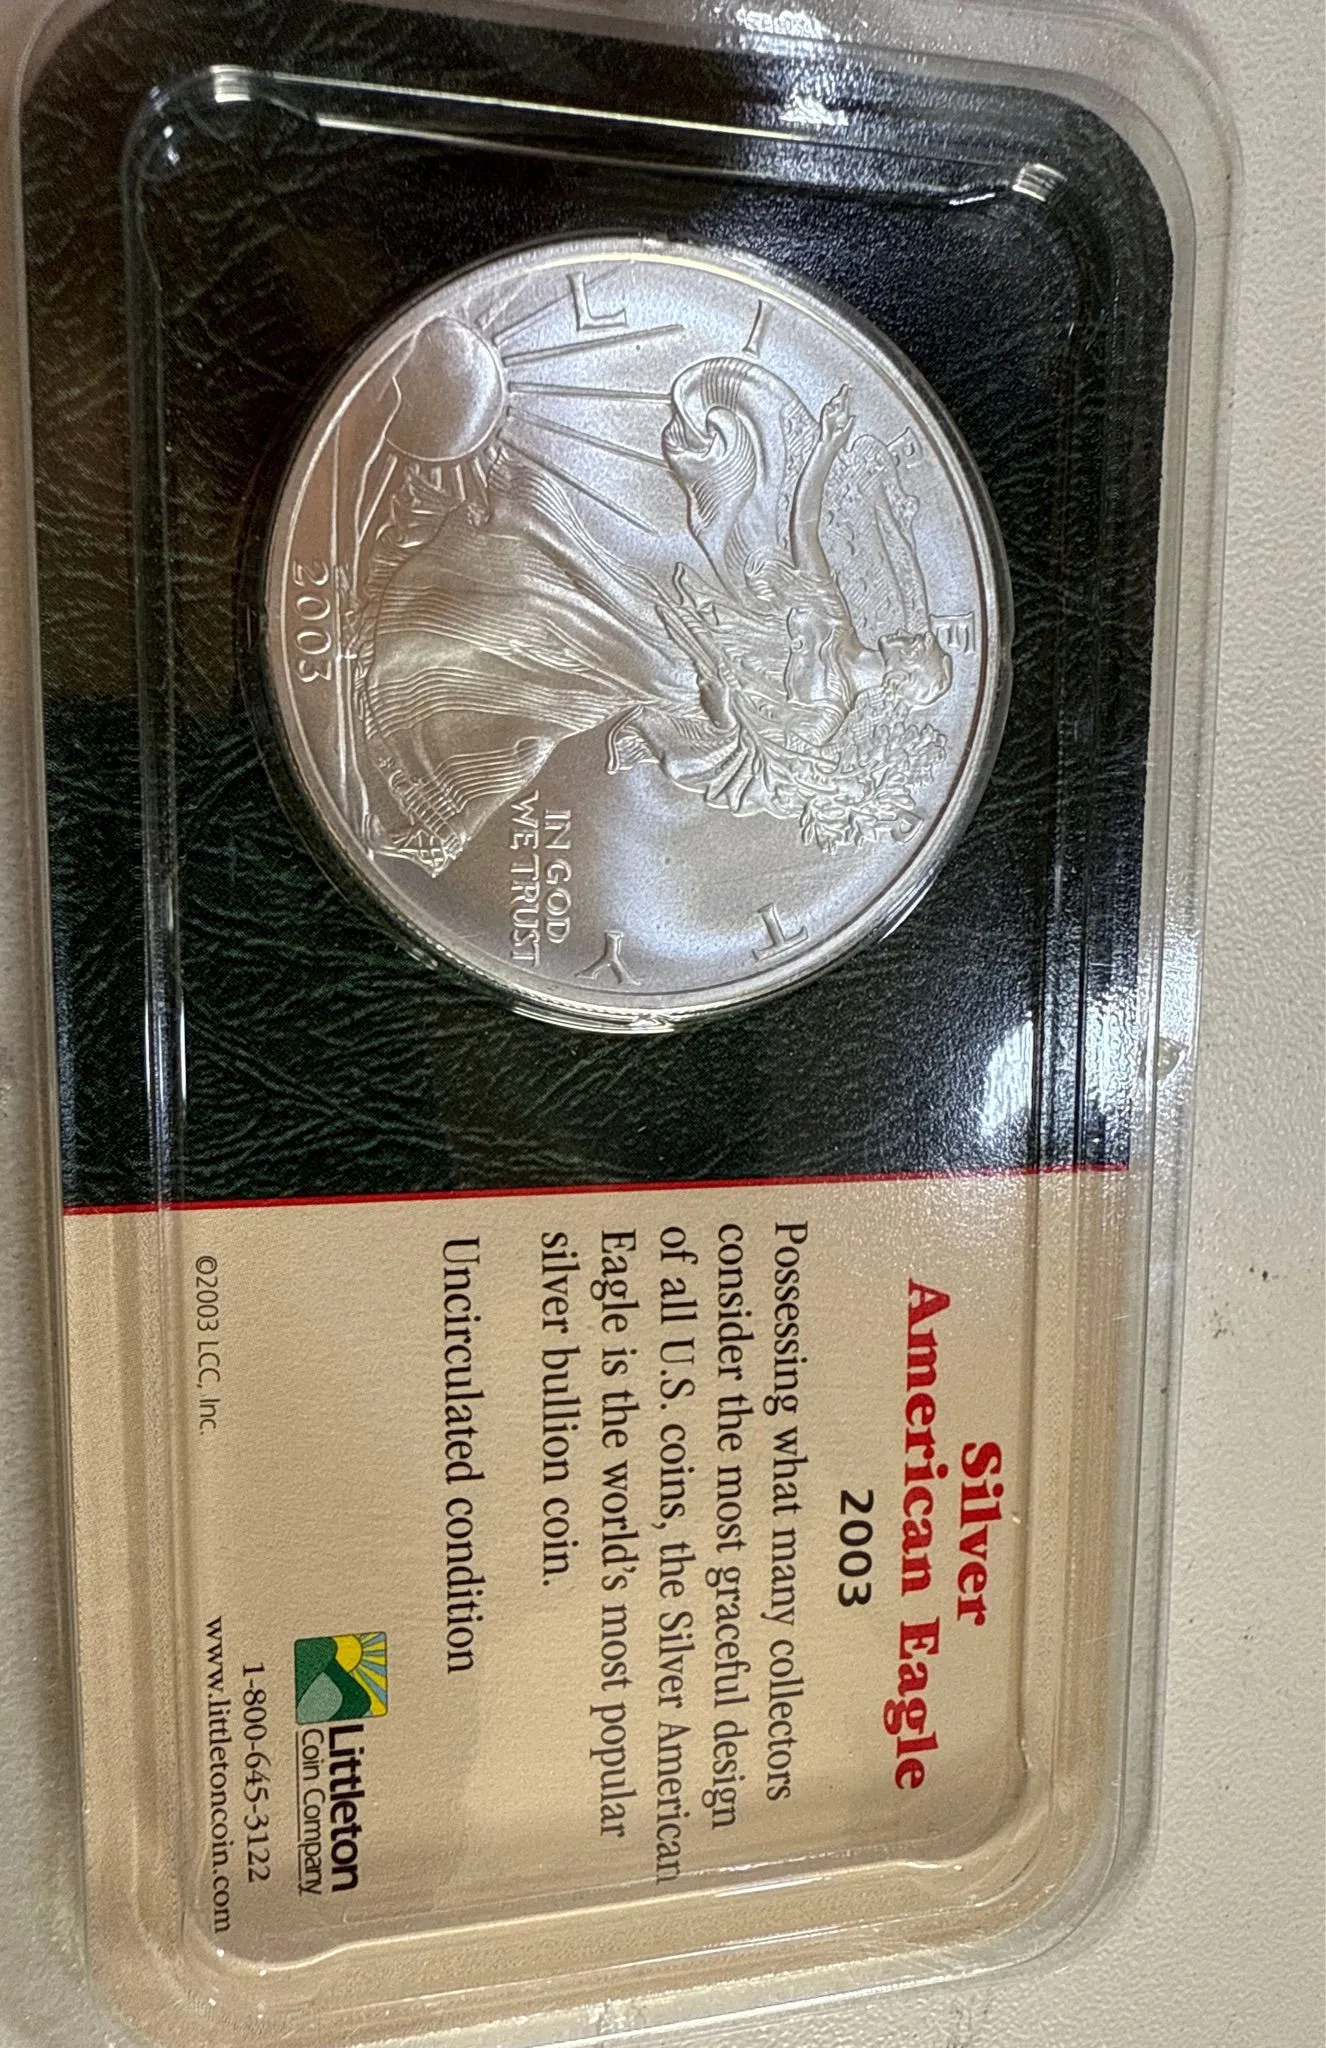 LIBERTY
IN GOD
WE TRUST
2003
Silver
American Eagle
2003
Possessing what many collectors
consider the most graceful design
of all U.S. coins, the Silver American
Eagle is the world's most popular
silver bullion coin.
Uncirculated condition
Littleton
Coin Company
1-800-645-3122
www.littletoncoin.com
©2003 LCC, Inc.